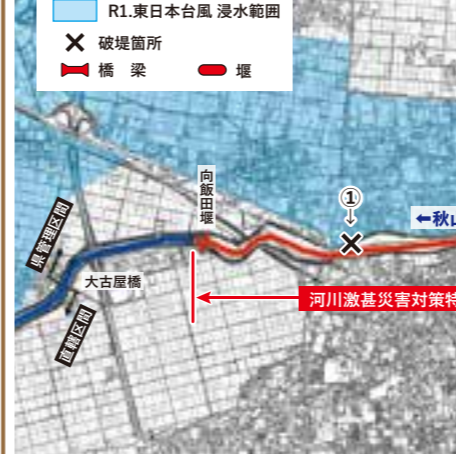 R1.東日本台風 浸水範囲
破堤箇所
橋 梁
堰
向飯田堰
①
←秋山
県管理区間
大古屋橋
直轄区間
河川激甚災害対策特